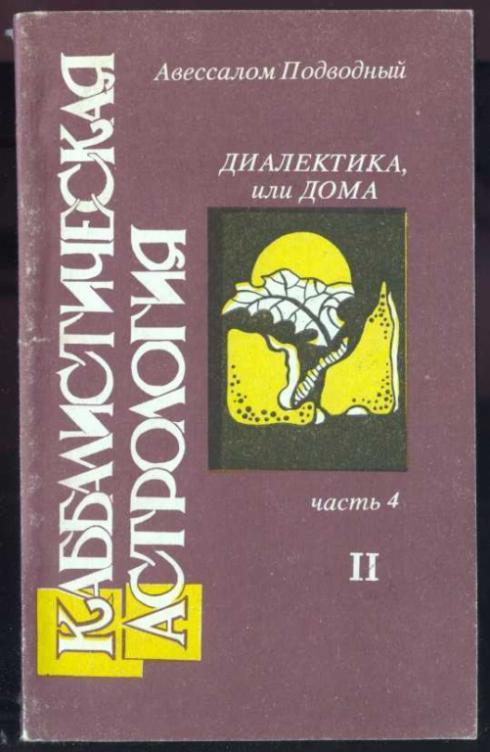 Авессалом Подводный
КАББАЛИСТИЧЕСКАЯ
АСТРОЛОГИЯ
ДИАЛЕКТИКА,
или ДОМА
часть 4
II